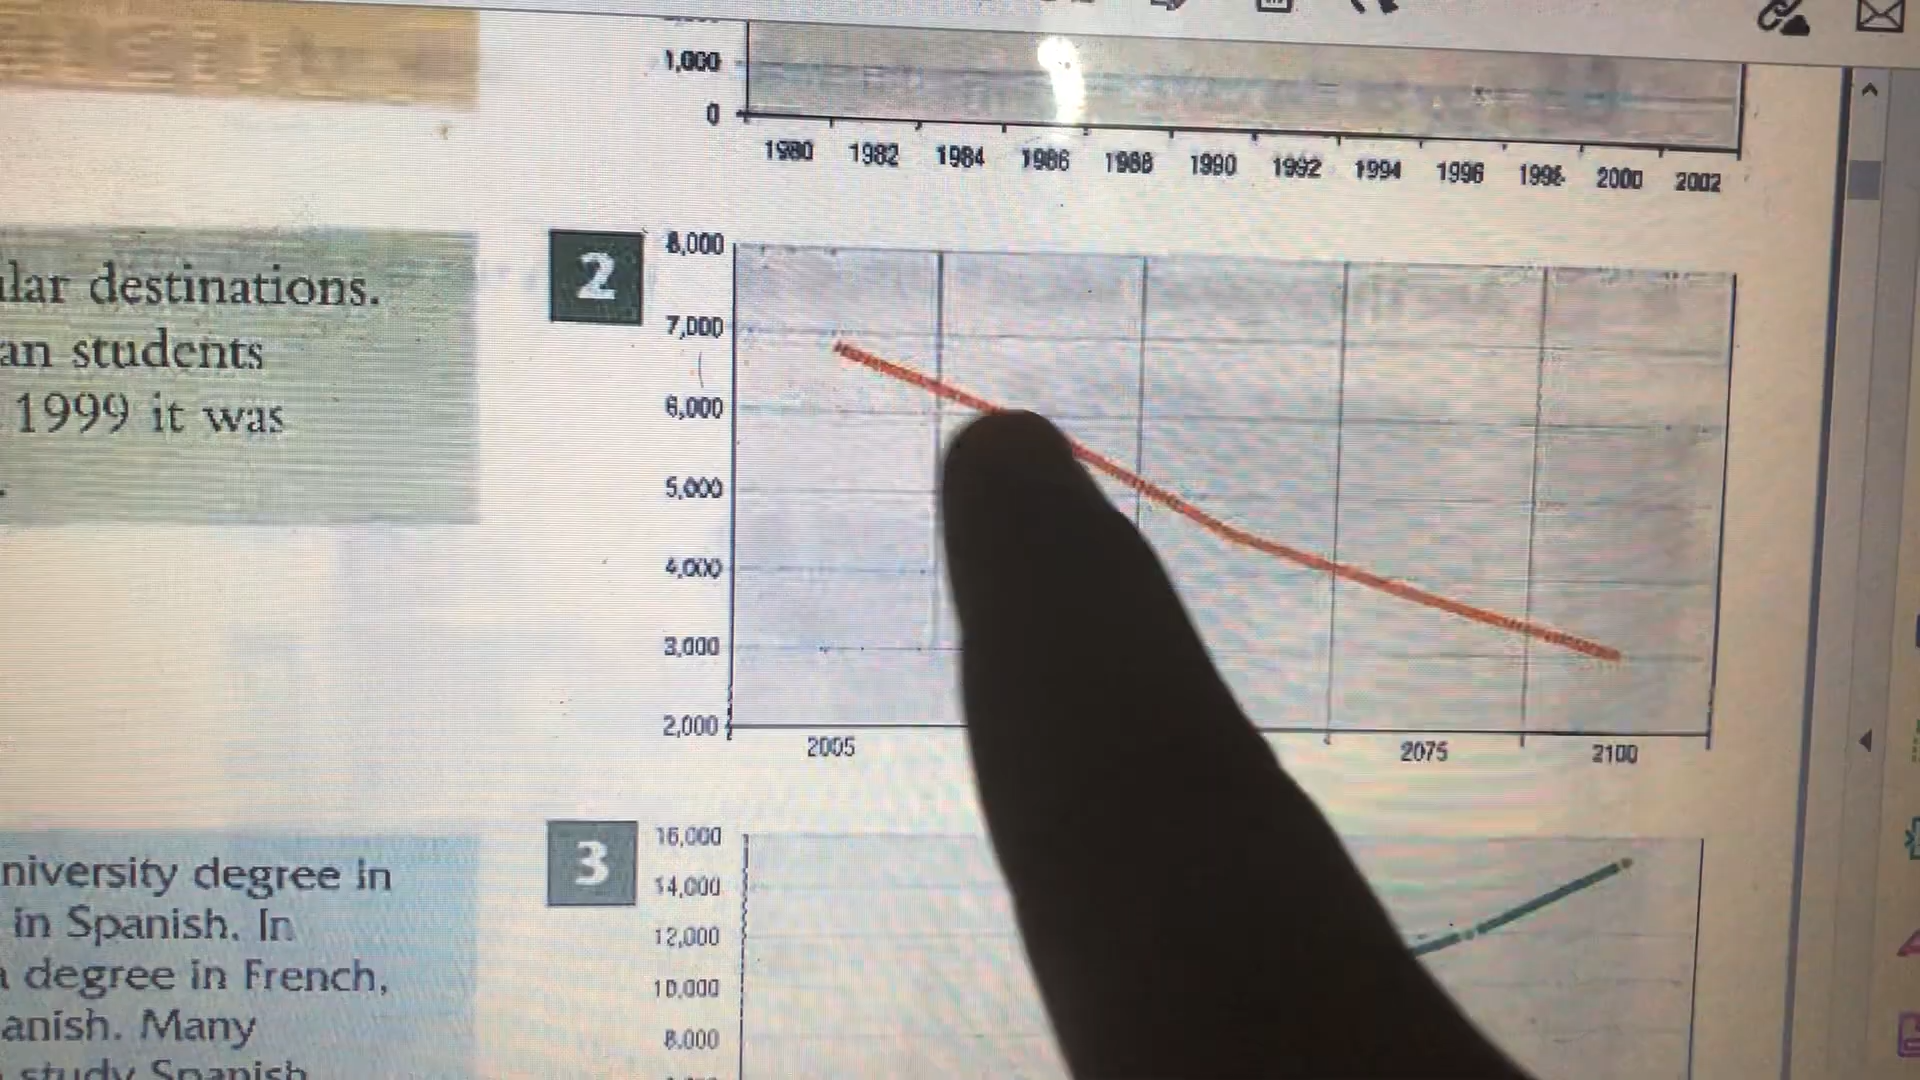 1,000
0
1980 1982 1984 1986 1988 1990 1992 1994 1996 1998 2000 2002
lar destinations.
an students
1999 it was
2
8,000
7,000
6,000
5,000
4,000
3,000
2,000
2005 2075 2100
3
16,000
14,000
12,000
10,000
8.000
niversity degree in
in Spanish. In
degree in French,
anish. Many
study Spanish